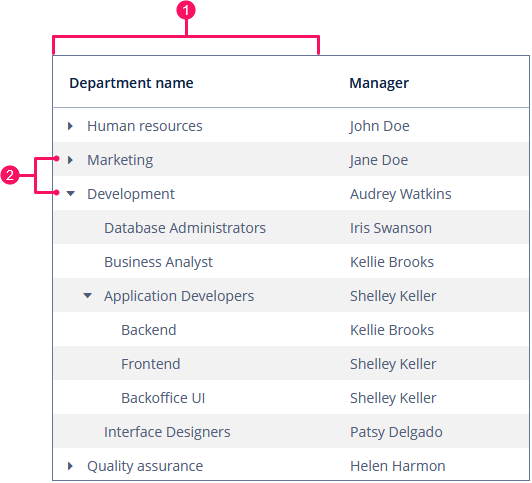 1
Department name Manager
Human resources John Doe
Marketing Jane Doe
2
Development Audrey Watkins
Database Administrators Iris Swanson
Business Analyst Kellie Brooks
Application Developers Shelley Keller
Backend Kellie Brooks
Frontend Shelley Keller
Backoffice UI Shelley Keller
Interface Designers Patsy Delgado
Quality assurance Helen Harmon